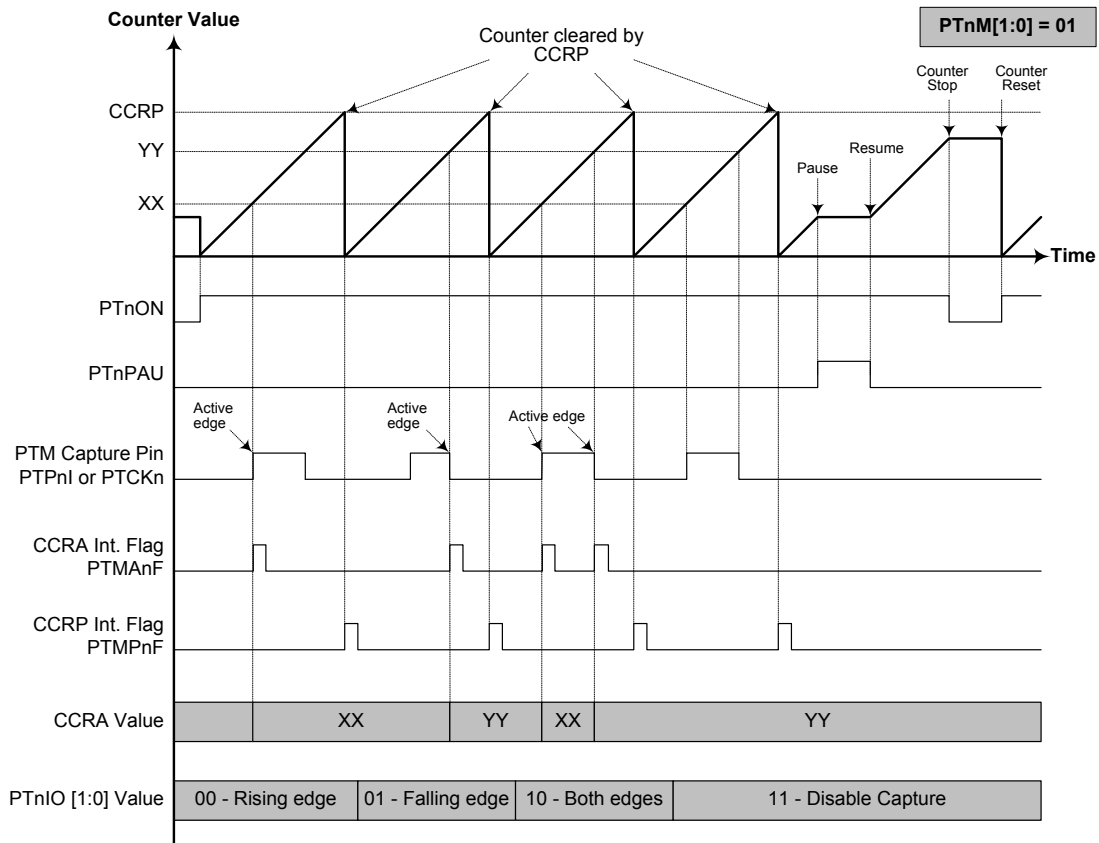 Counter Value
Counter cleared by
CCRP
PTnM[1:0] = 01
Counter
Stop
Counter
Reset
CCRP
YY
XX
Pause
Resume
Time
PTnON
PTnPAU
Active
edge
Active
edge
Active edge
PTM Capture Pin
PTPnI or PTCKn
CCRA Int. Flag
PTMAnF
CCRP Int. Flag
PTMPnF
CCRA Value
XX
YY
XX
YY
PTnIO [1:0] Value
00 - Rising edge
01 - Falling edge
10 - Both edges
11 - Disable Capture